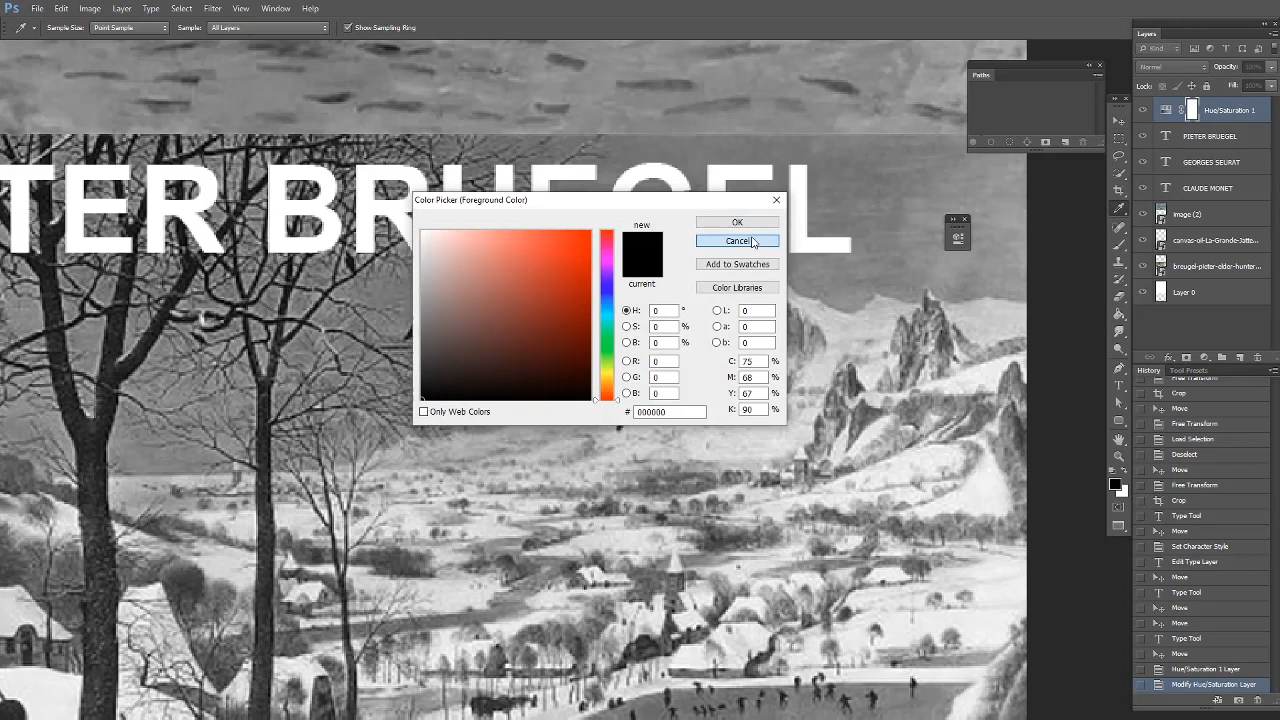 Ps File Edit Image Layer Type Select Filter View Window Help
Sample Size: Point Sample Sample: All Layers Show Sampling Ring
TER BRUEGEL
Color Picker (Foreground Color)
new
current
OK
Cancel
Add to Swatches
Color Libraries
H: 0 °
S: 0 %
B: 0 %
R: 0
G: 0
B: 0
L: 0
a: 0
b: 0
C: 75 %
M: 68 %
Y: 67 %
K: 90 %
Only Web Colors
# 000000
Paths
Layers
Kind
Normal Opacity: 100%
Lock: Fill: 100%
Hue/Saturation 1
PIETER BRUEGEL
GEORGES SEURAT
CLAUDE MONET
image (2)
canvas-oil-La-Grande-Jatte...
breugel-pieter-elder-hunter...
Layer 0
History Tool Presets
Free Transform
Crop
Move
Free Transform
Load Selection
Deselect
Move
Free Transform
Crop
Type Tool
Move
Set Character Style
Edit Type Layer
Move
Type Tool
Move
Type Tool
Move
Hue/Saturation 1 Layer
Modify Hue/Saturation Layer